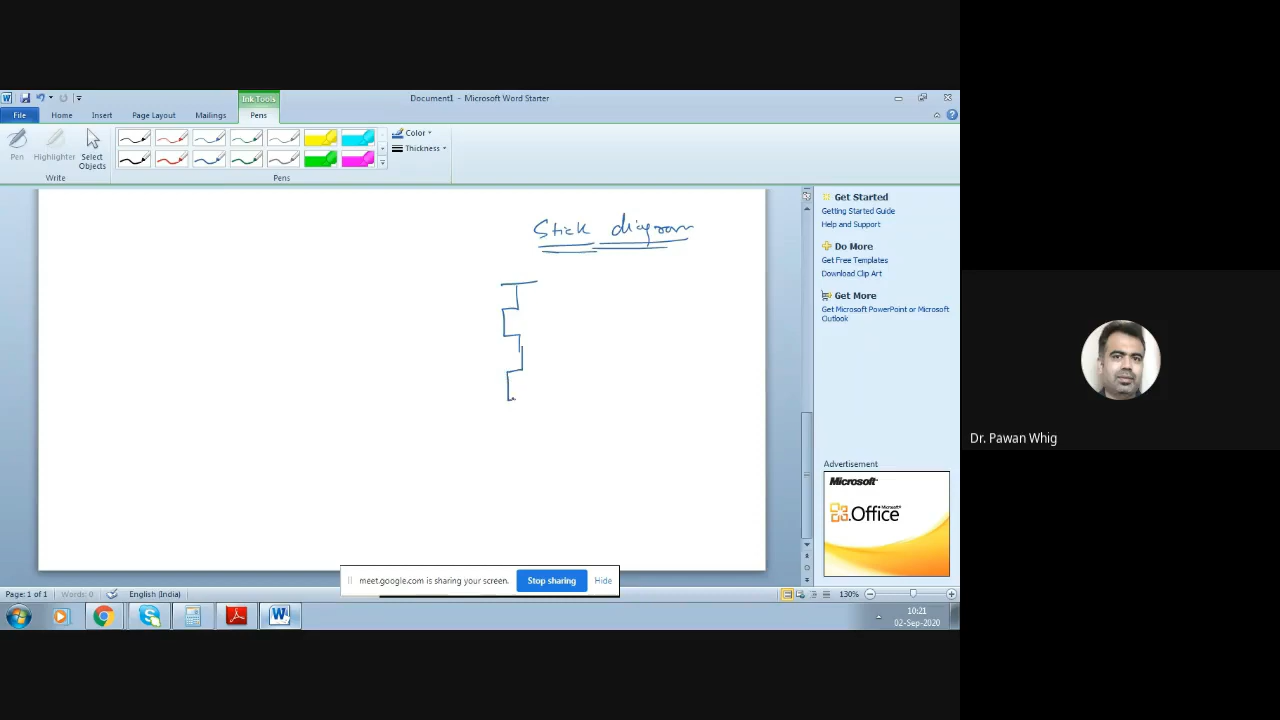 Ink Tools
Document1 - Microsoft Word Starter
File Home Insert Page Layout Mailings Pens
Pen Highlighter Select Objects
Color
Thickness
Write Pens
Stick diagram
Get Started
Getting Started Guide
Help and Support
Do More
Get Free Templates
Download Clip Art
Get More
Get Microsoft PowerPoint or Microsoft
Outlook
Advertisement
Microsoft
Microsoft
Office
Dr. Pawan Whig
meet.google.com is sharing your screen. Stop sharing Hide
Page: 1 of 1 Words: 0 English (India) 130%
10:21
02-Sep-2020